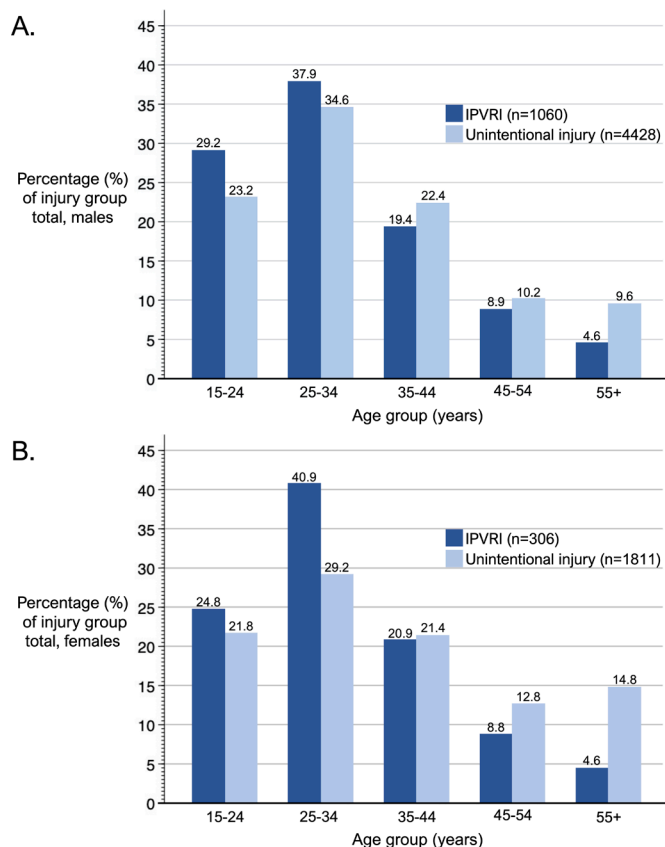 A.
45
40
35
30
25
20
15
10
5
0
Percentage (%)
of injury group
total, males
37.9
34.6
29.2
23.2
19.4
22.4
8.9
10.2
4.6
9.6
IPVRI (n=1060)
Unintentional injury (n=4428)
15-24 25-34 35-44 45-54 55+
Age group (years)
B.
45
40
35
30
25
20
15
10
5
0
Percentage (%)
of injury group
total, females
40.9
29.2
24.8
21.8
20.9
21.4
8.8
12.8
4.6
14.8
IPVRI (n=306)
Unintentional injury (n=1811)
15-24 25-34 35-44 45-54 55+
Age group (years)